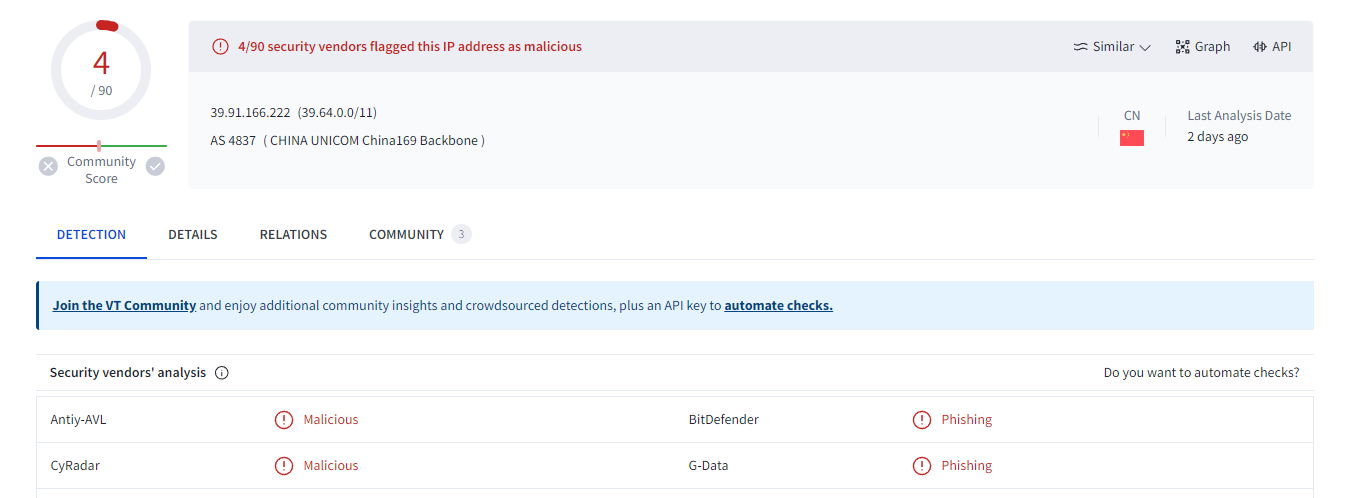 4
/ 90
Community
Score
4/90 security vendors flagged this IP address as malicious
Similar
Graph
API
39.91.166.222 (39.64.0.0/11)
AS 4837 ( CHINA UNICOM China169 Backbone )
CN
Last Analysis Date
2 days ago
DETECTION
DETAILS
RELATIONS
COMMUNITY 3
Join the VT Community and enjoy additional community insights and crowdsourced detections, plus an API key to automate checks.
Security vendors' analysis
Do you want to automate checks?
Antiy-AVL Malicious BitDefender Phishing
CyRadar Malicious G-Data Phishing